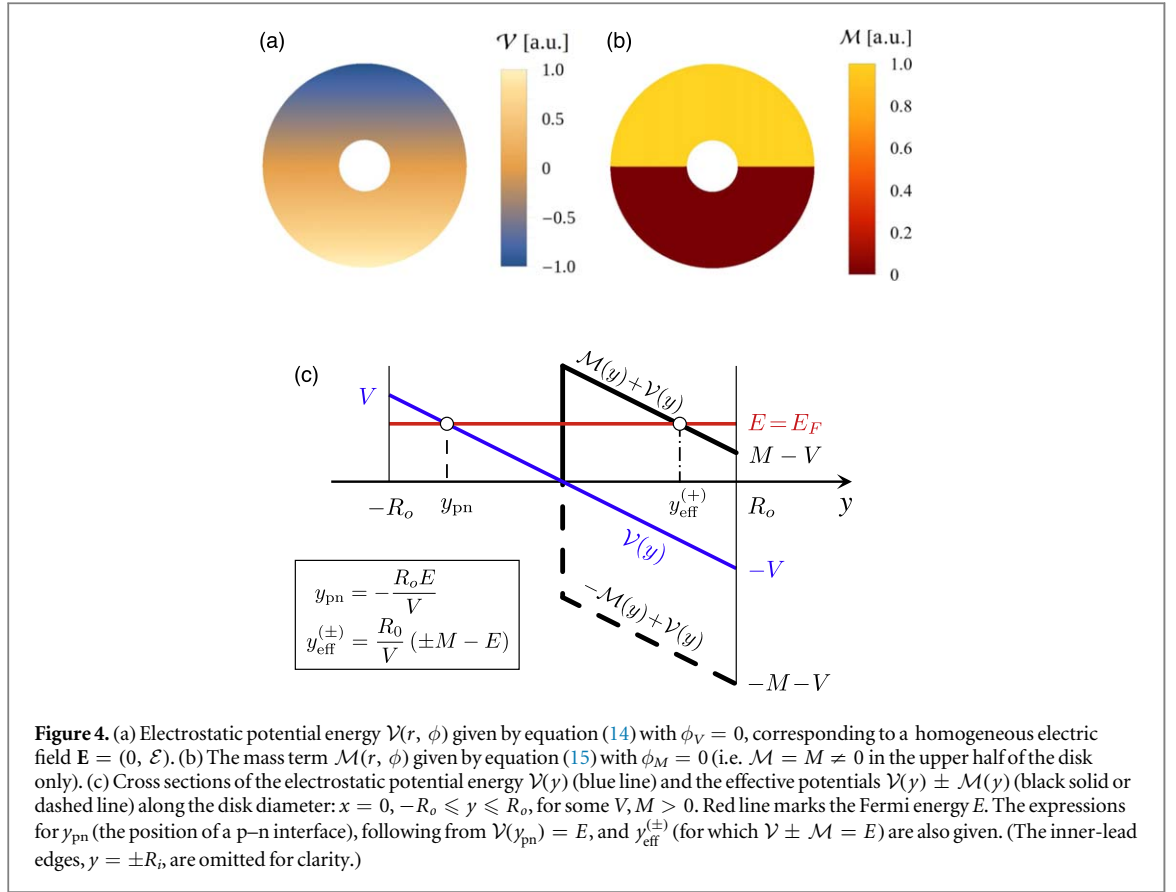 (a)
𝒱 [a.u.]
1.0
0.5
0
−0.5
−1.0
(b)
ℳ [a.u.]
1.0
0.8
0.6
0.4
0.2
0
(c)
V
ℳ(y)+𝒱(y)
E=E_F
M − V
−R_o
y_pn
y_eff^(+)
R_o
y
𝒱(y)
−V
−ℳ(y)+𝒱(y)
−M−V
y_pn = −R_oE/V
y_eff^(±) = R_0/V (±M − E)
Figure 4. (a) Electrostatic potential energy 𝒱(r, ϕ) given by equation (14) with ϕ_V = 0, corresponding to a homogeneous electric
field E = (0, ℰ). (b) The mass term ℳ(r, ϕ) given by equation (15) with ϕ_M = 0 (i.e. ℳ = M ≠ 0 in the upper half of the disk
only). (c) Cross sections of the electrostatic potential energy 𝒱(y) (blue line) and the effective potentials 𝒱(y) ± ℳ(y) (black solid or
dashed line) along the disk diameter: x = 0, −R_o ⩽ y ⩽ R_o, for some V, M > 0. Red line marks the Fermi energy E. The expressions
for y_pn (the position of a p–n interface), following from 𝒱(y_pn) = E, and y_eff^(±) (for which 𝒱 ± ℳ = E) are also given. (The inner-lead
edges, y = ±R_i, are omitted for clarity.)